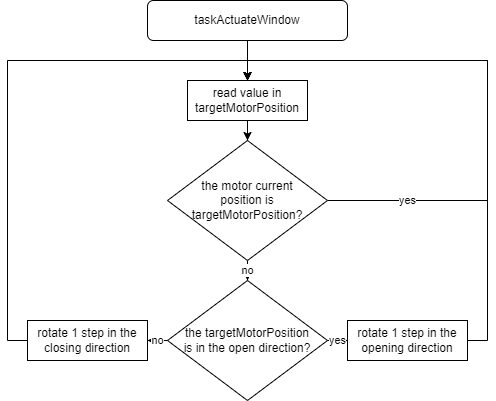 taskActuateWindow
read value in
targetMotorPosition
the motor current
position is
targetMotorPosition?
yes
no
rotate 1 step in the
closing direction
no
the targetMotorPosition
is in the open direction?
yes
rotate 1 step in the
opening direction